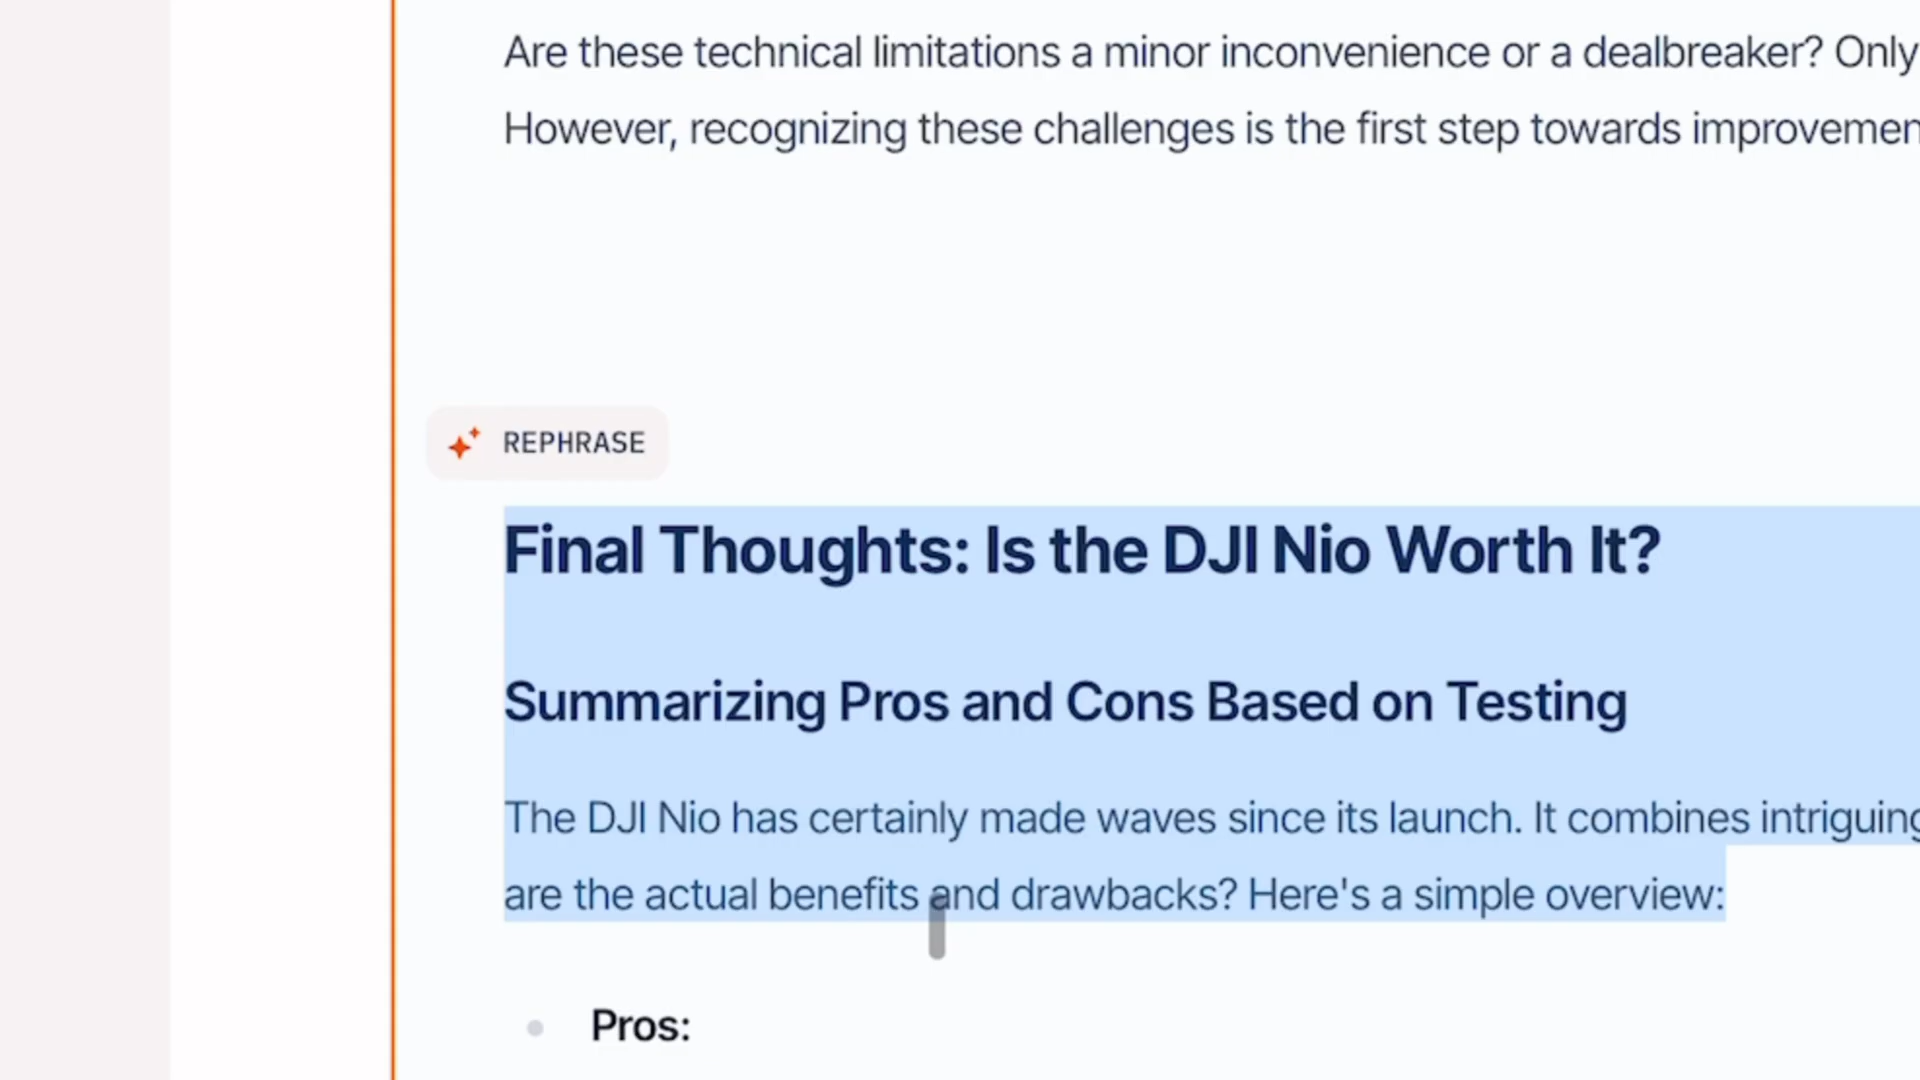 Are these technical limitations a minor inconvenience or a dealbreaker? Only
However, recognizing these challenges is the first step towards
REPHRASE
Final Thoughts: Is the DJI Nio Worth It?
Summarizing Pros and Cons Based on Testing
The DJI Nio has certainly made waves since its launch. It combines intriguing
are the actual benefits and drawbacks? Here's a simple overview:
Pros: